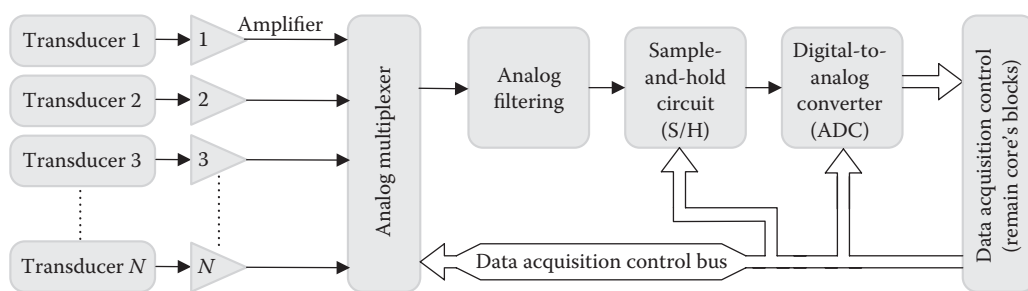 Transducer 1
1
Amplifier
Transducer 2
2
Transducer 3
3
Transducer N
N
Analog multiplexer
Analog
filtering
Sample-
and-hold
circuit
(S/H)
Digital-to-
analog
converter
(ADC)
Data acquisition control
(remain core's blocks)
Data acquisition control bus